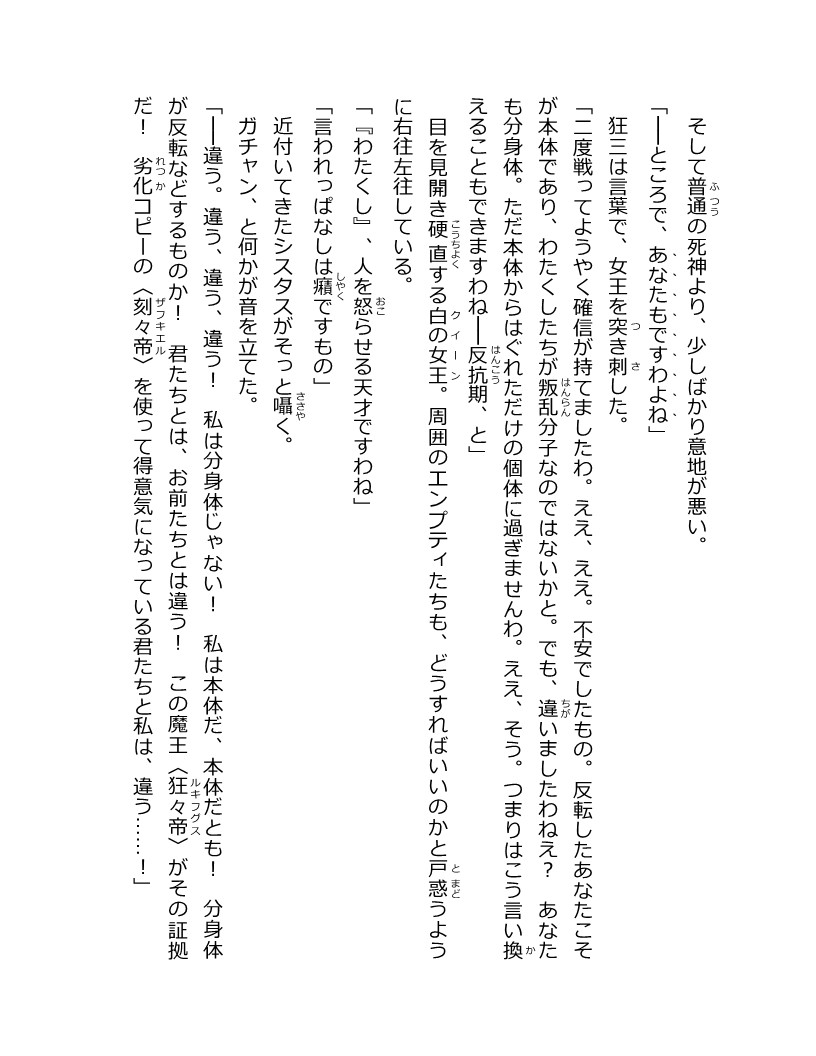 そして普通の死神より、少しばかり意地が悪い。
「――ところで、あなたもですわよね」
狂三は言葉で、女王を突き刺した。
「二度戦ってようやく確信が持てましたわ。ええ、ええ。不安でしたもの。反転したあなたこそ
が本体であり、わたくしたちが叛乱分子なのではないかと。でも、違いましたわねえ？　あなた
も分身体。ただ本体からはぐれただけの個体に過ぎませんわ。ええ、そう。つまりはこう言い換
えることもできますわね――反抗期、と」
目を見開き硬直する白の女王。周囲のエンプティたちも、どうすればいいのかと戸惑うよう
に右往左往している。
「『わたくし』、人を怒らせる天才ですわね」
「言われっぱなしは癪ですもの」
近付いてきたシスタスがそっと囁く。
ガチャン、と何かが音を立てた。
「――違う。違う、違う、違う！　私は分身体じゃない！　私は本体だ、本体だとも！　分身体
が反転などするものか！　君たちとは、お前たちとは違う！　この魔王〈狂々帝〉がその証拠
だ！　劣化コピーの〈刻々帝〉を使って得意気になっている君たちと私は、違う……！」